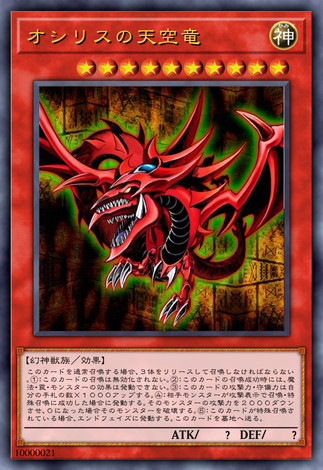 オシリスの天空竜
神
【幻神獣族／効果】
このカードを通常召喚する場合、３体をリリースして召喚しなければならない
。①:このカードの召喚は無効化されない。②:このカードの召喚成功時には、魔
法・罠・モンスターの効果は発動できない。③:このカードの攻撃力・守備力は自
分の手札の数×１０００アップする。④:相手モンスターが攻撃表示で召喚・特
殊召喚に成功した場合に発動する。そのモンスターの攻撃力を２０００ダウ
ンさせ、０になった場合そのモンスターを破壊する。⑤:このカードが特殊召喚さ
れている場合、エンドフェイズに発動する。このカードを墓地へ送る。
ATK/ ? DEF/ ?
10000021